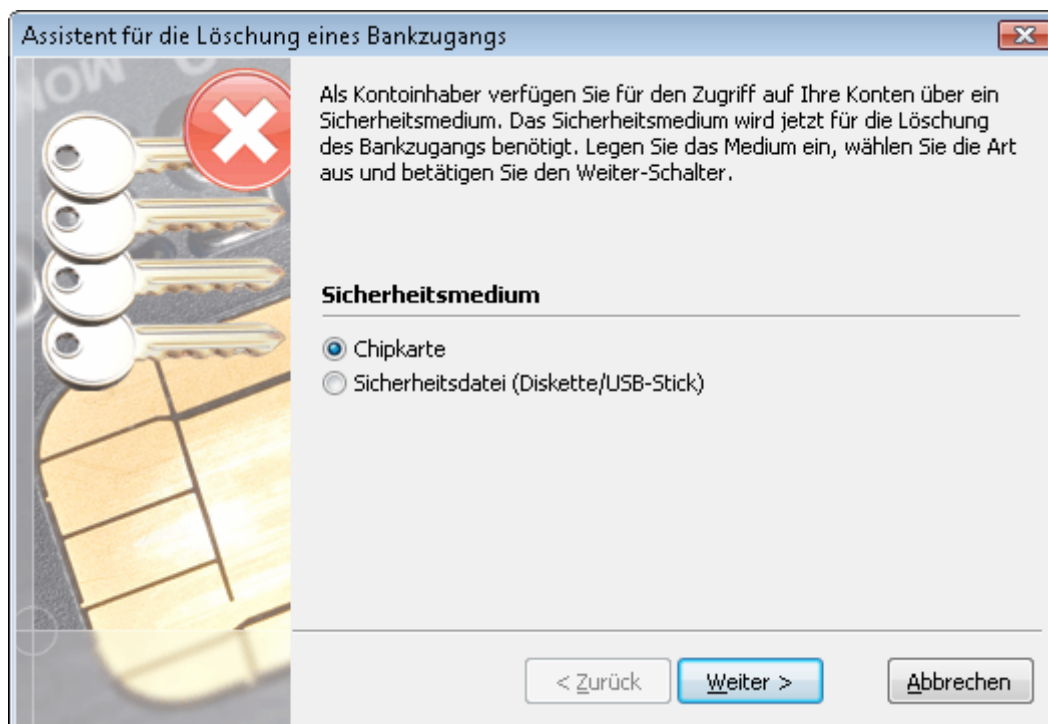 Assistent für die Löschung eines Bankzugangs
Als Kontoinhaber verfügen Sie für den Zugriff auf Ihre Konten über ein
Sicherheitsmedium. Das Sicherheitsmedium wird jetzt für die Löschung
des Bankzugangs benötigt. Legen Sie das Medium ein, wählen Sie die Art
aus und betätigen Sie den Weiter-Schalter.
Sicherheitsmedium
Chipkarte
Sicherheitsdatei (Diskette/USB-Stick)
< Zurück
Weiter >
Abbrechen